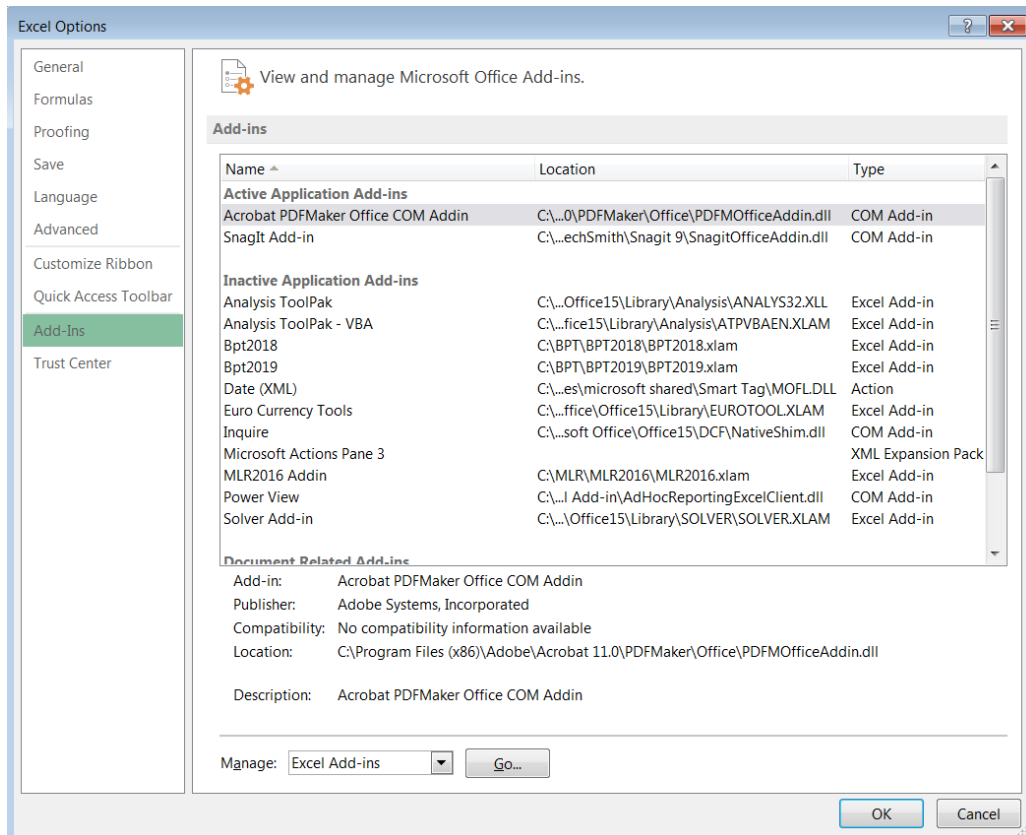 Excel Options
General
Formulas
Proofing
Save
Language
Advanced
Customize Ribbon
Quick Access Toolbar
Add-Ins
Trust Center
View and manage Microsoft Office Add-ins.
Add-ins
Name Location Type
Active Application Add-ins
Acrobat PDFMaker Office COM Addin C:\...0\PDFMaker\Office\PDFMOfficeAddin.dll COM Add-in
SnagIt Add-in C:\...echSmith\Snagit 9\SnagitOfficeAddin.dll COM Add-in
Inactive Application Add-ins
Analysis ToolPak C:\...Office15\Library\Analysis\ANALYS32.XLL Excel Add-in
Analysis ToolPak - VBA C:\...fice15\Library\Analysis\ATPVBAEN.XLAM Excel Add-in
Bpt2018 C:\BPT\BPT2018\BPT2018.xlam Excel Add-in
Bpt2019 C:\BPT\BPT2019\BPT2019.xlam Excel Add-in
Date (XML) C:\...es\microsoft shared\Smart Tag\MOFL.DLL Action
Euro Currency Tools C:\...ffice\Office15\Library\EUROTOOL.XLAM Excel Add-in
Inquire C:\...soft Office\Office15\DCF\NativeShim.dll COM Add-in
Microsoft Actions Pane 3 XML Expansion Pack
MLR2016 Addin C:\MLR\MLR2016\MLR2016.xlam Excel Add-in
Power View C:\...l Add-in\AdHocReportingExcelClient.dll COM Add-in
Solver Add-in C:\...\Office15\Library\SOLVER\SOLVER.XLAM Excel Add-in
Document Related Add-ins
Add-in: Acrobat PDFMaker Office COM Addin
Publisher: Adobe Systems, Incorporated
Compatibility: No compatibility information available
Location: C:\Program Files (x86)\Adobe\Acrobat 11.0\PDFMaker\Office\PDFMOfficeAddin.dll
Description: Acrobat PDFMaker Office COM Addin
Manage: Excel Add-ins Go...
OK Cancel